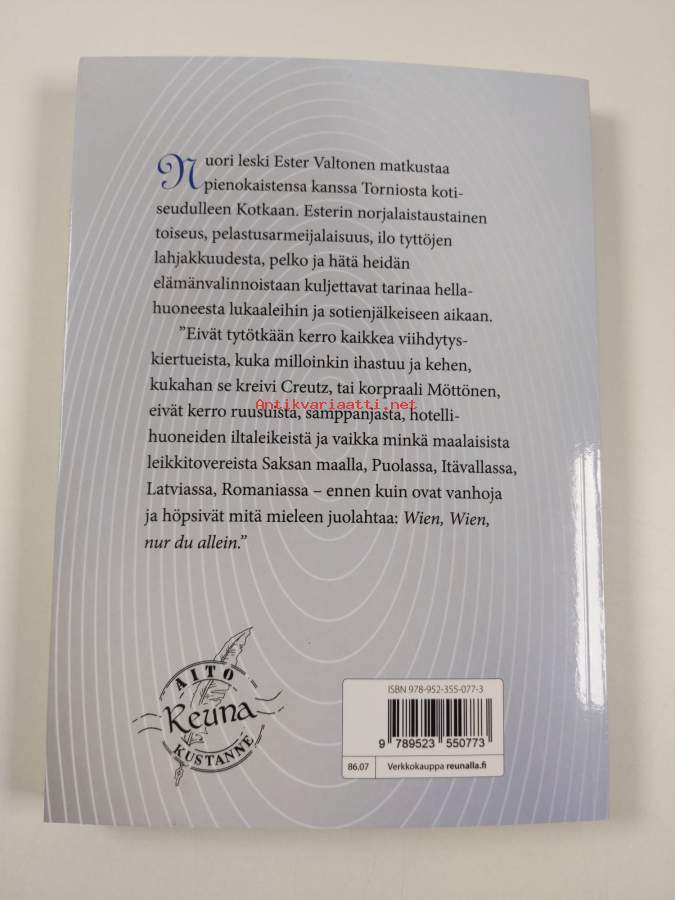 Nuori leski Ester Valtonen matkustaa
pienokaistensa kanssa Torniosta koti-
seudulleen Kotkaan. Esterin norjalaistaustainen
toiseus, pelastusarmeijalaisuus, ilo tyttöjen
lahjakkuudesta, pelko ja hätä heidän
elämänvalinnoistaan kuljettavat tarinaa hella-
huoneesta lukaaleihin ja sotienjälkeiseen aikaan.
”Eivät tytötkään kerro kaikkea viihdytys-
kiertueista, kuka milloinkin ihastuu ja kehen,
kukahan se kreivi Creutz, tai korpraali Möttönen,
Antikvariaatti.net
eivät kerro ruusuista, samppanjasta, hotelli-
huoneiden iltaleikeistä ja vaikka minkä maalaisista
leikkitovereista Saksan maalla, Puolassa, Itävallassa,
Latviassa, Romaniassa – ennen kuin ovat vanhoja
ja höpsivät mitä mieleen juolahtaa: Wien, Wien,
nur du allein.”
AITO
Reuna
KUSTANNE
ISBN 978-952-355-077-3
9 789523 550773
86.07 Verkkokauppa reunalla.fi